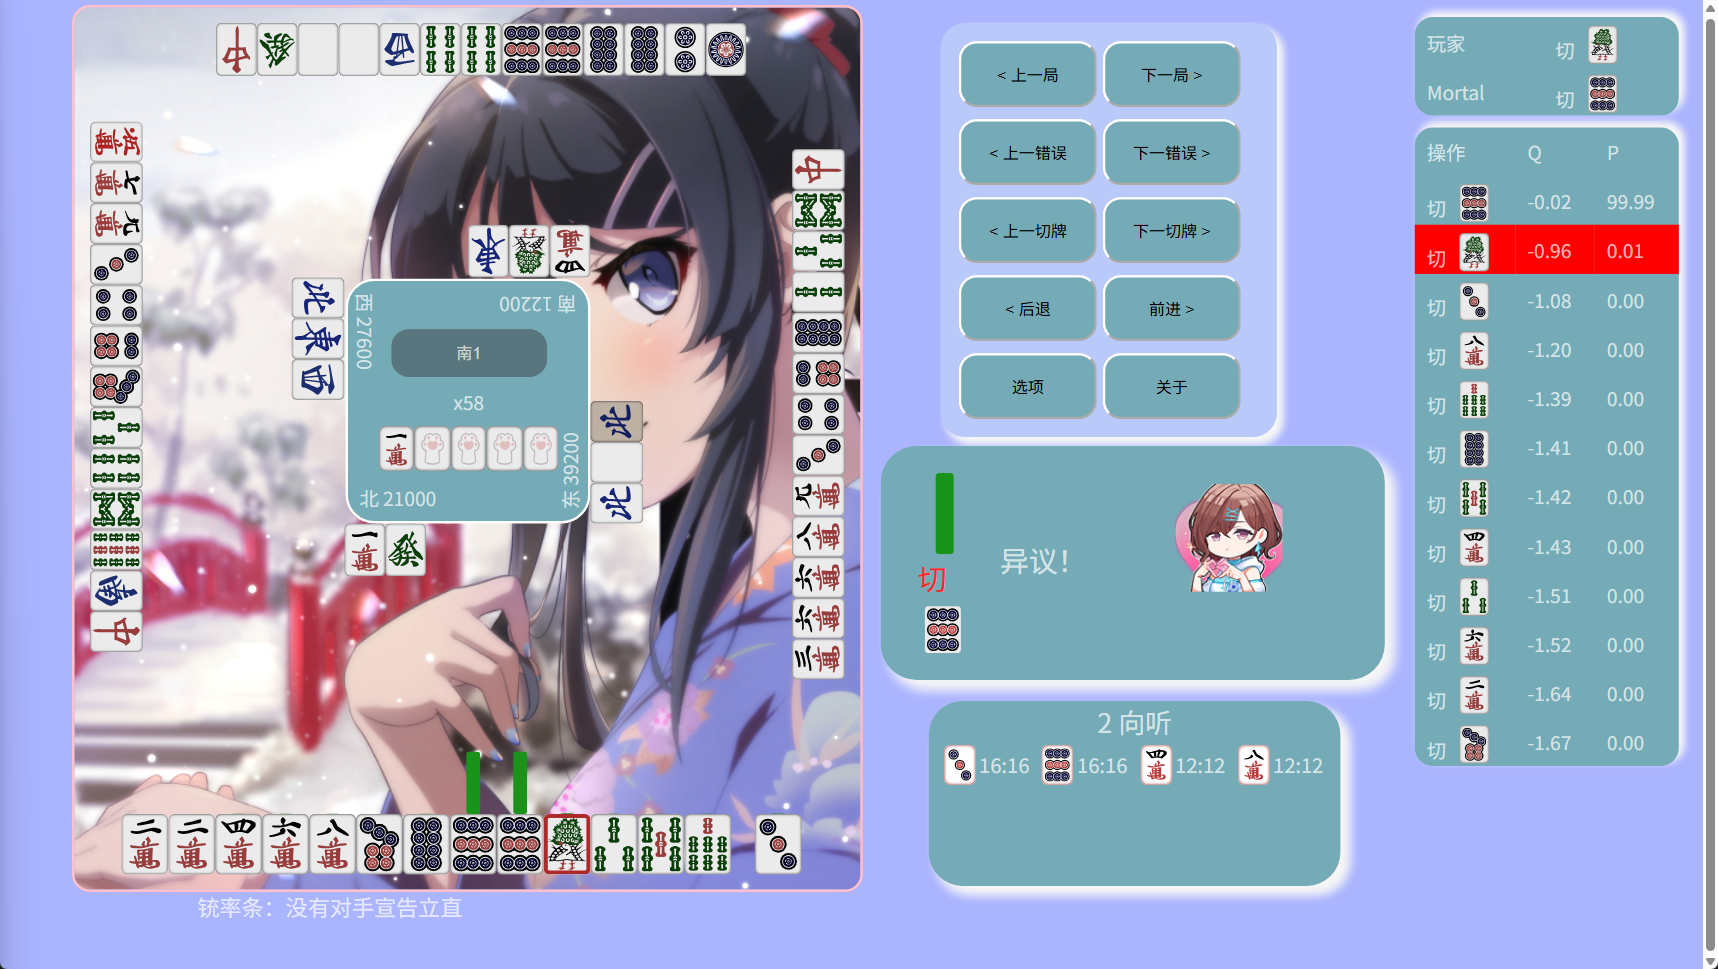 南 12200
西 27600
南1
x58
北 21000
东 39200
铳率条：没有对手宣告立直
< 上一局
下一局 >
< 上一错误
下一错误 >
< 上一切牌
下一切牌 >
< 后退
前进 >
选项
关于
切
异议！
2 向听
16:16 16:16 12:12 12:12
玩家 切
Mortal 切
操作 Q P
切 -0.02 99.99
切 -0.96 0.01
切 -1.08 0.00
切 -1.20 0.00
切 -1.39 0.00
切 -1.41 0.00
切 -1.42 0.00
切 -1.43 0.00
切 -1.51 0.00
切 -1.52 0.00
切 -1.64 0.00
切 -1.67 0.00